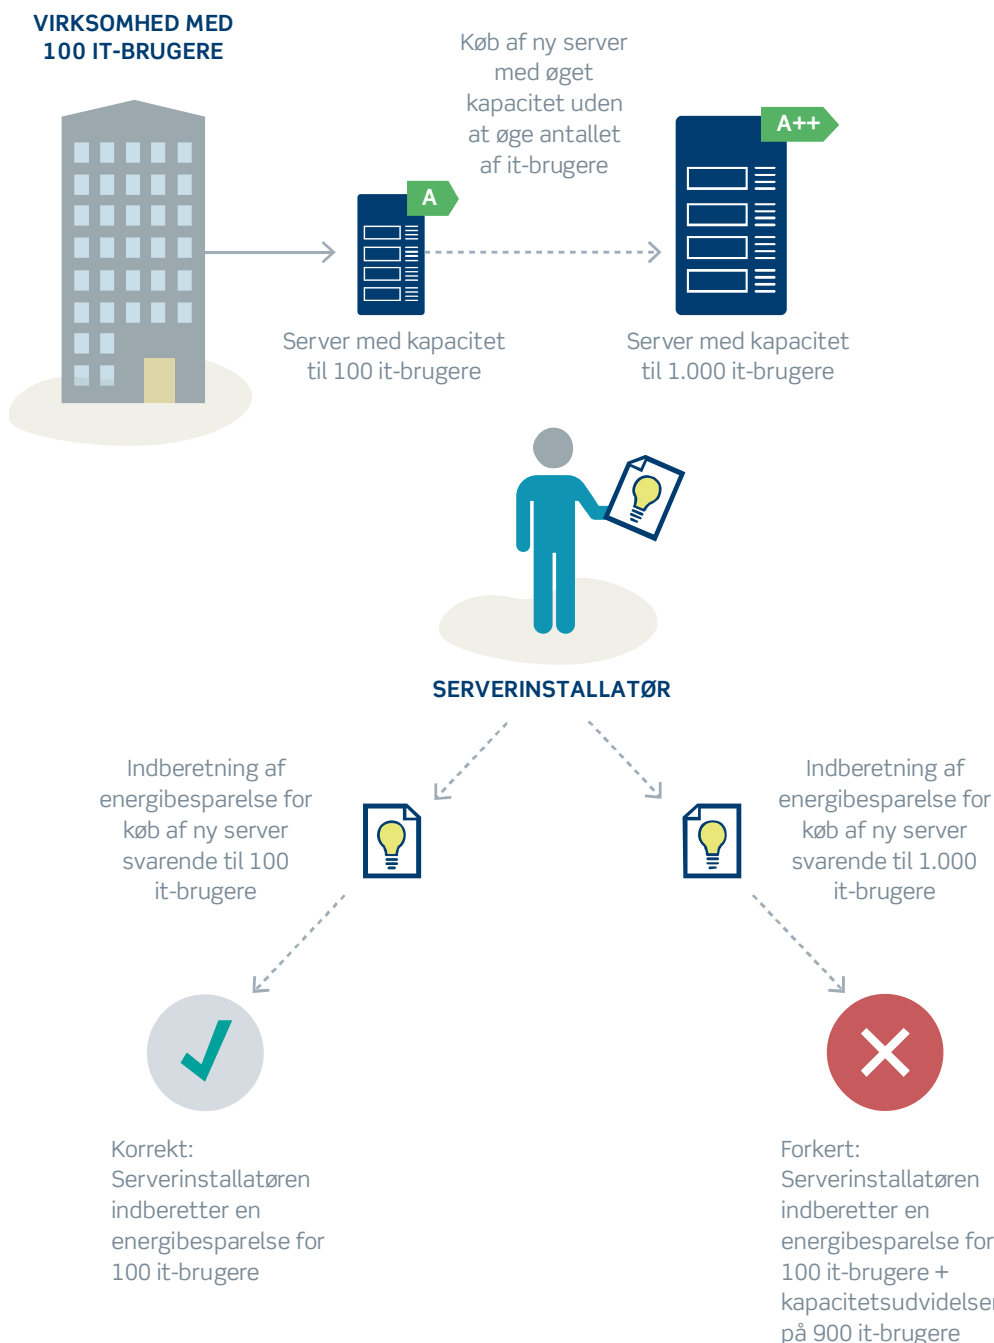 VIRKSOMHED MED
100 IT-BRUGERE
Køb af ny server
med øget
kapacitet uden
at øge antallet
af it-brugere
A
A++
Server med kapacitet
til 100 it-brugere
Server med kapacitet
til 1.000 it-brugere
SERVERINSTALLATØR
Indberetning af
energibesparelse for
køb af ny server
svarende til 100
it-brugere
Indberetning af
energibesparelse for
køb af ny server
svarende til 1.000
it-brugere
Korrekt:
Serverinstallatøren
indberetter en
energibesparelse for
100 it-brugere
Forkert:
Serverinstallatøren
indberetter en
energibesparelse for
100 it-brugere +
kapacitetsudvidelsen
på 900 it-brugere